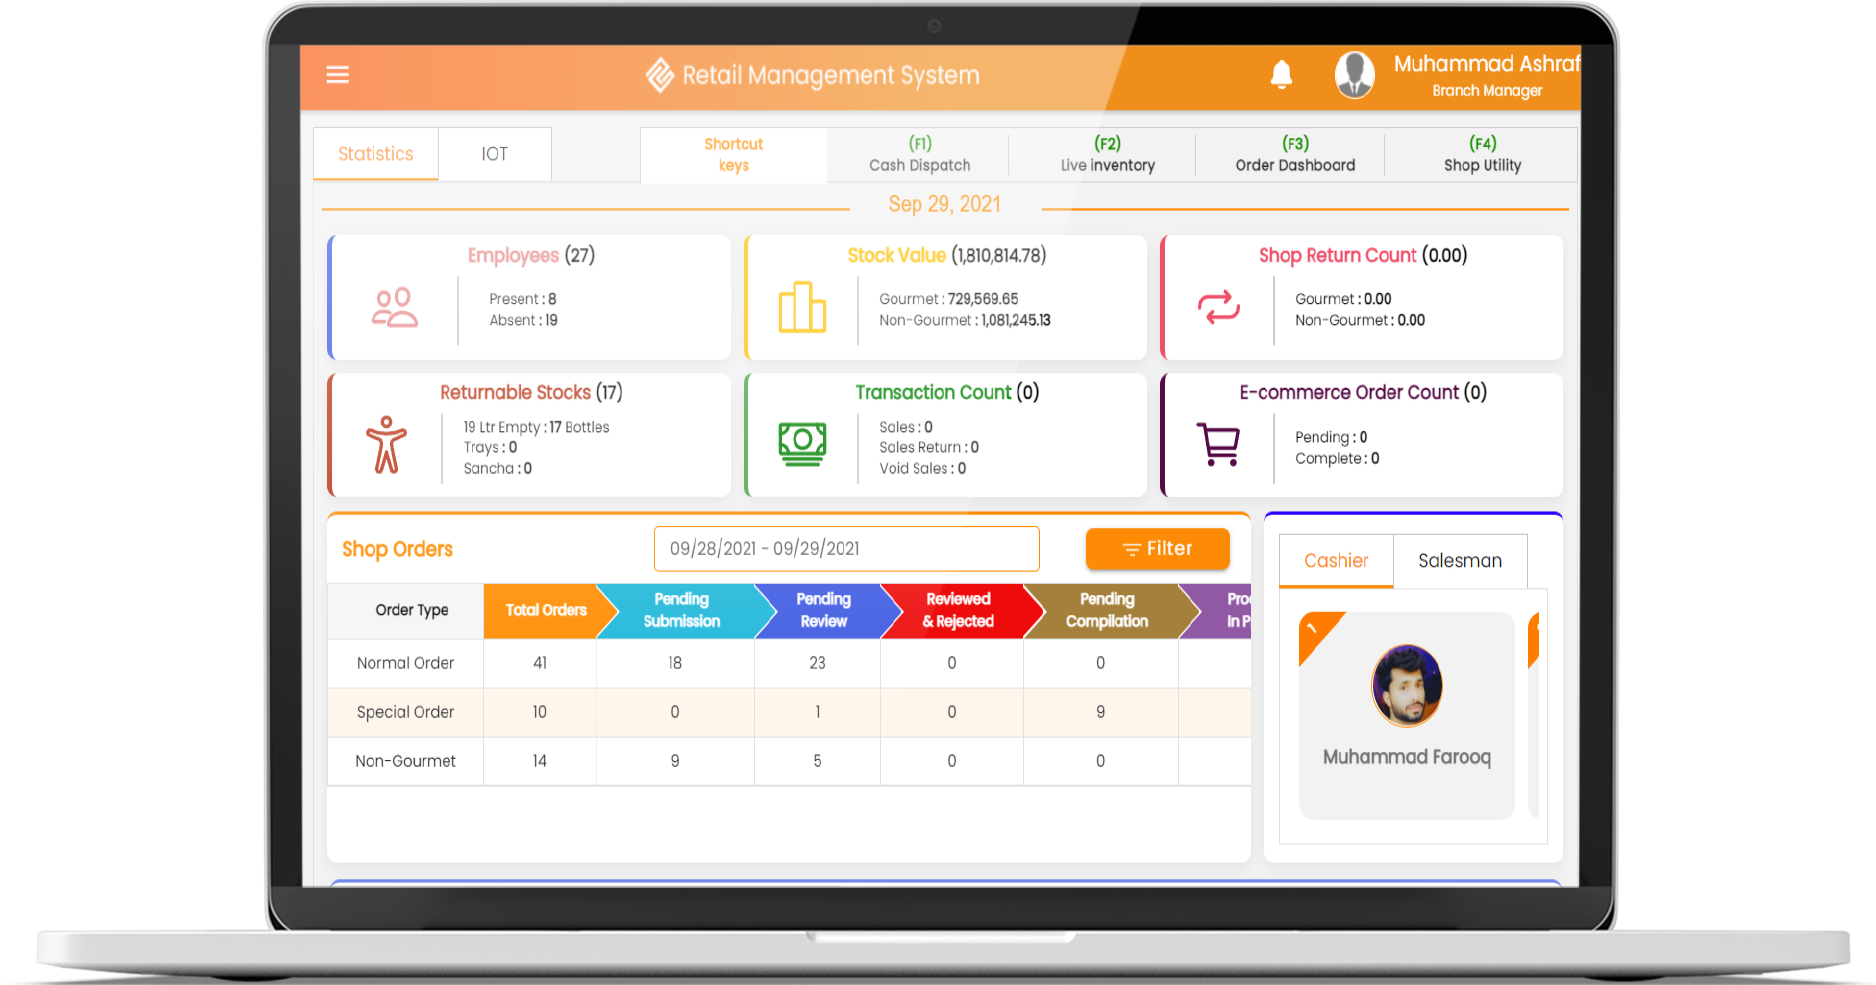 Retail Management System
Muhammad Ashraf
Branch Manager
Statistics
IOT
Shortcut
keys
(F1)
Cash Dispatch
(F2)
Live inventory
(F3)
Order Dashboard
(F4)
Shop Utility
Sep 29, 2021
Employees (27)
Present : 8
Absent : 19
Stock Value (1,810,814.78)
Gourmet : 729,569.65
Non-Gourmet : 1,081,245.13
Shop Return Count (0.00)
Gourmet : 0.00
Non-Gourmet : 0.00
Returnable Stocks (17)
19 Ltr Empty : 17 Bottles
Trays : 0
Sancha : 0
Transaction Count (0)
Sales : 0
Sales Return : 0
Void Sales : 0
E-commerce Order Count (0)
Pending : 0
Complete : 0
Shop Orders
09/28/2021 - 09/29/2021
Filter
Order Type
Total Orders
Pending
Submission
Pending
Review
Reviewed
& Rejected
Pending
Compilation
In P
Normal Order 41 18 23 0 0
Special Order 10 0 1 0 9
Non-Gourmet 14 9 5 0 0
Cashier
Salesman
1
Muhammad Farooq